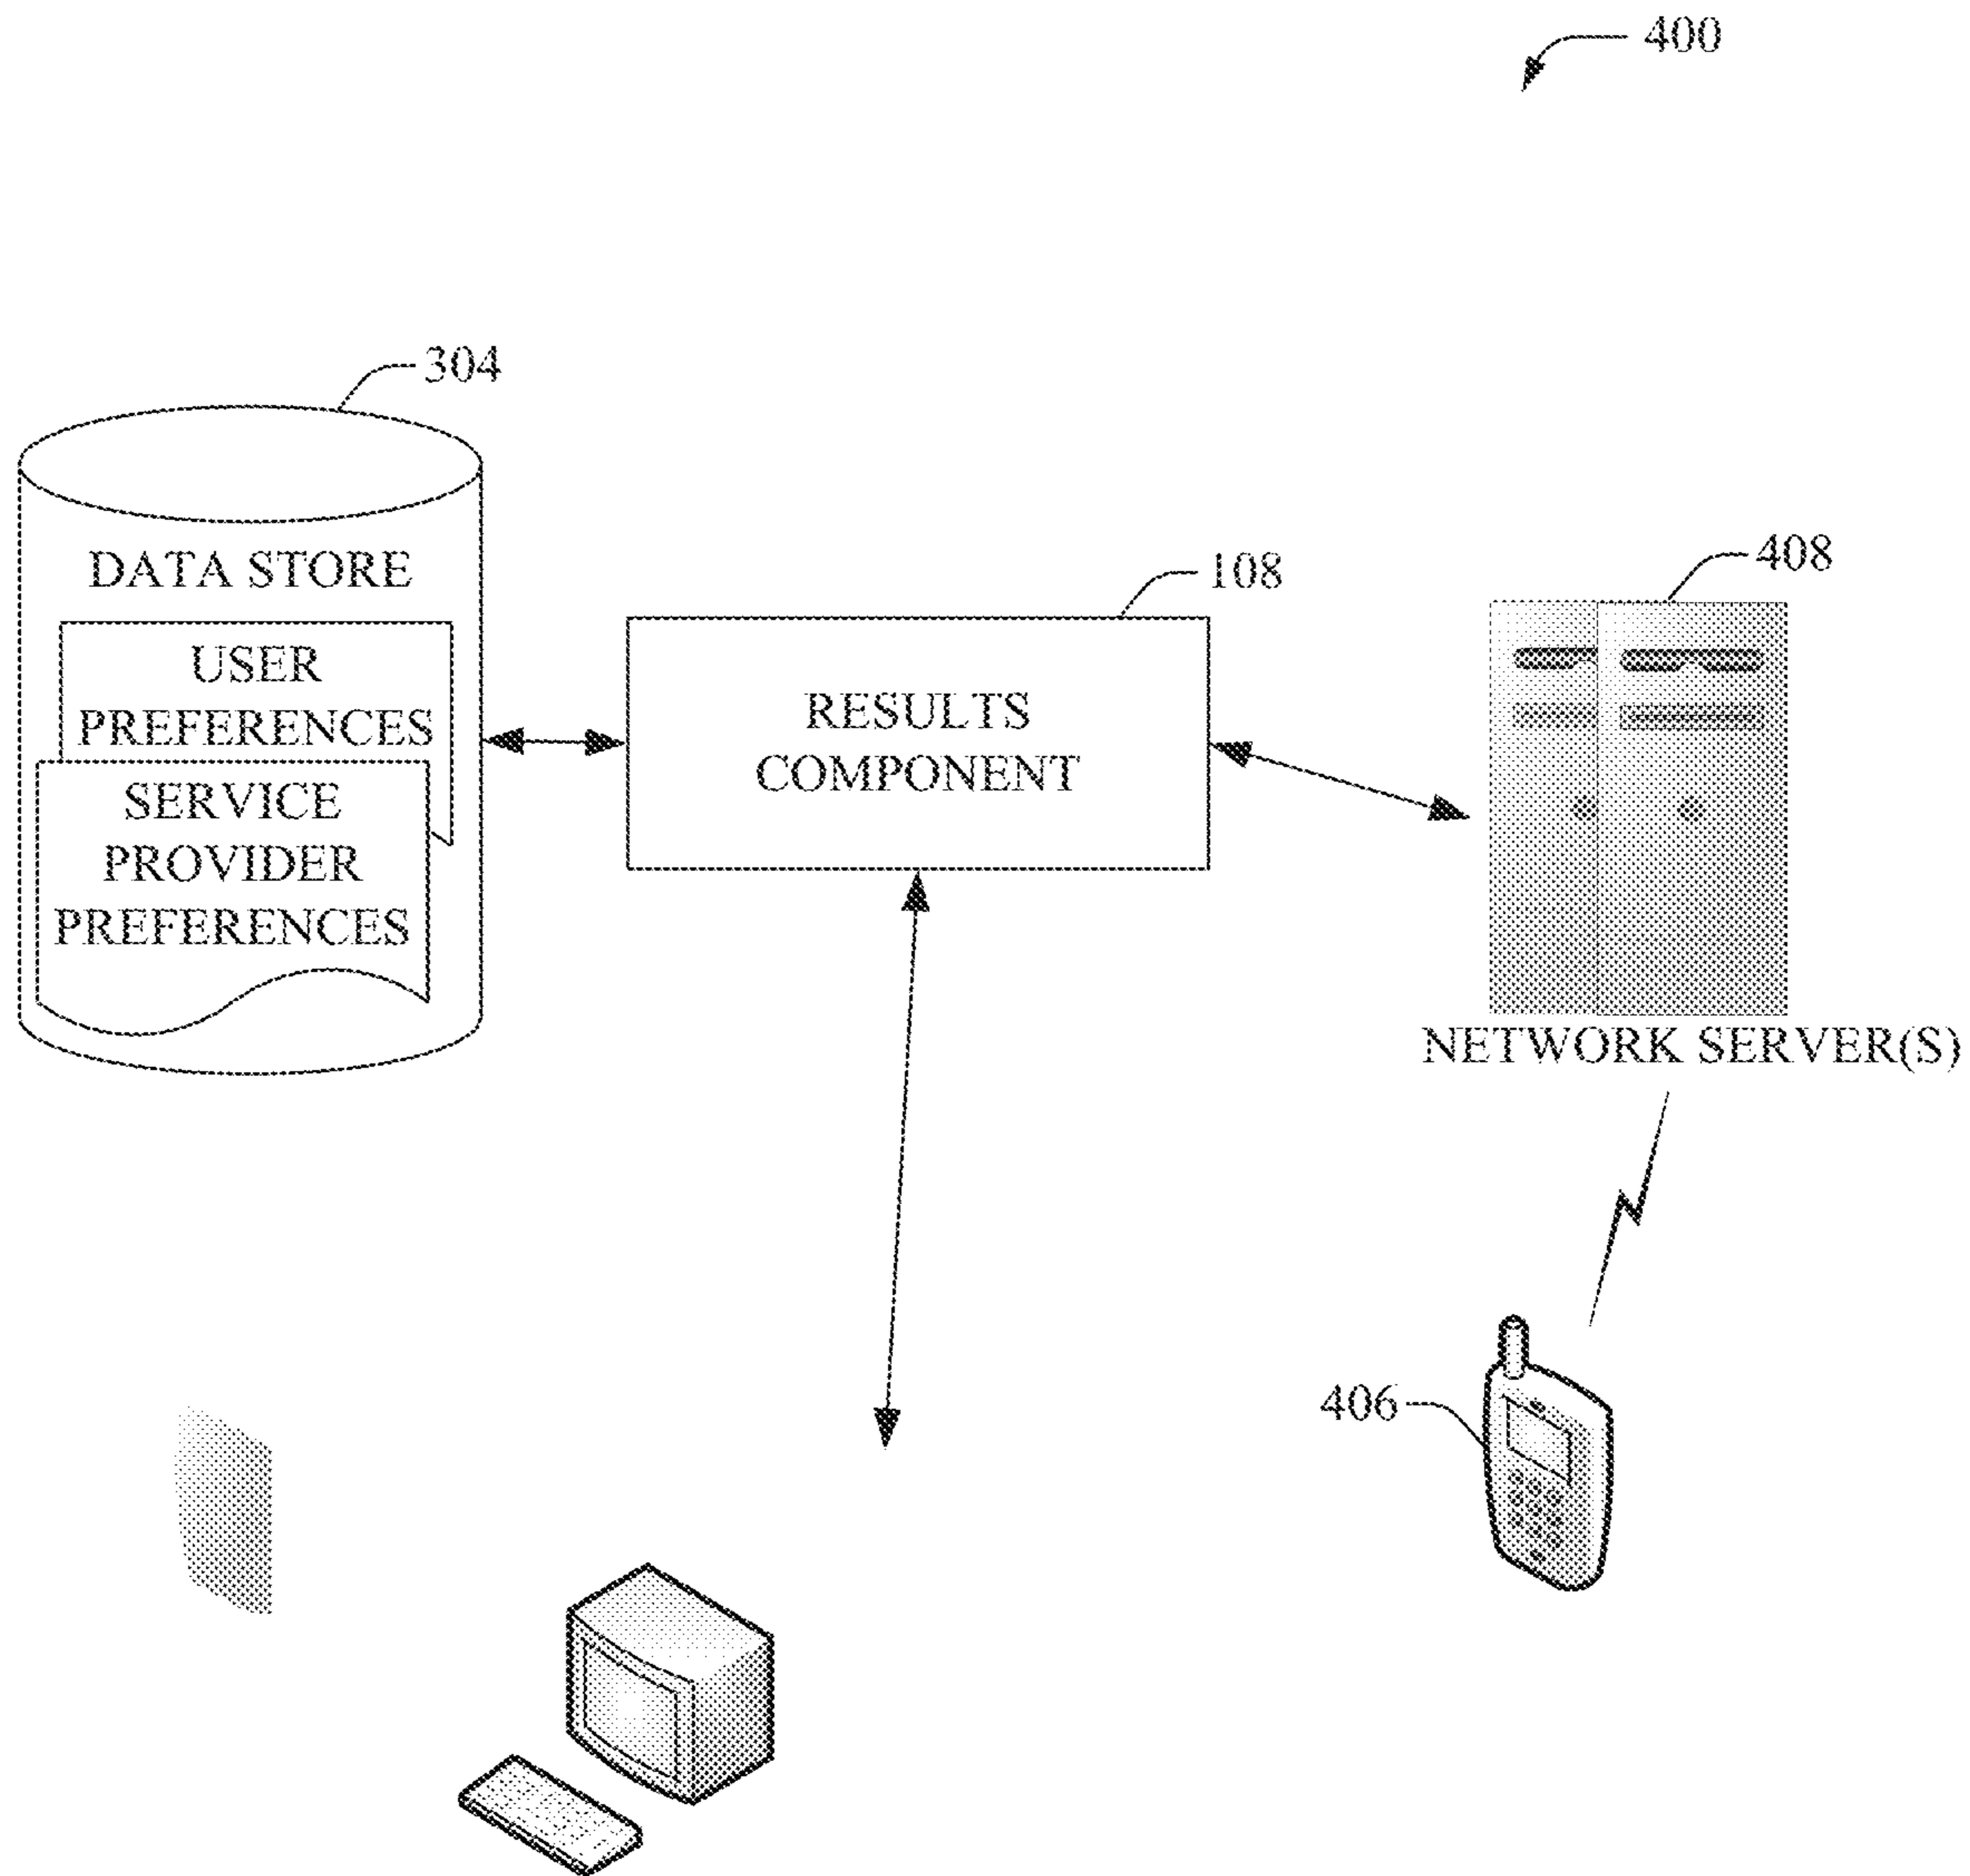 400
304
DATA STORE
USER
PREFERENCES
SERVICE
PROVIDER
PREFERENCES
108
RESULTS
COMPONENT
408
NETWORK SERVER(S)
406